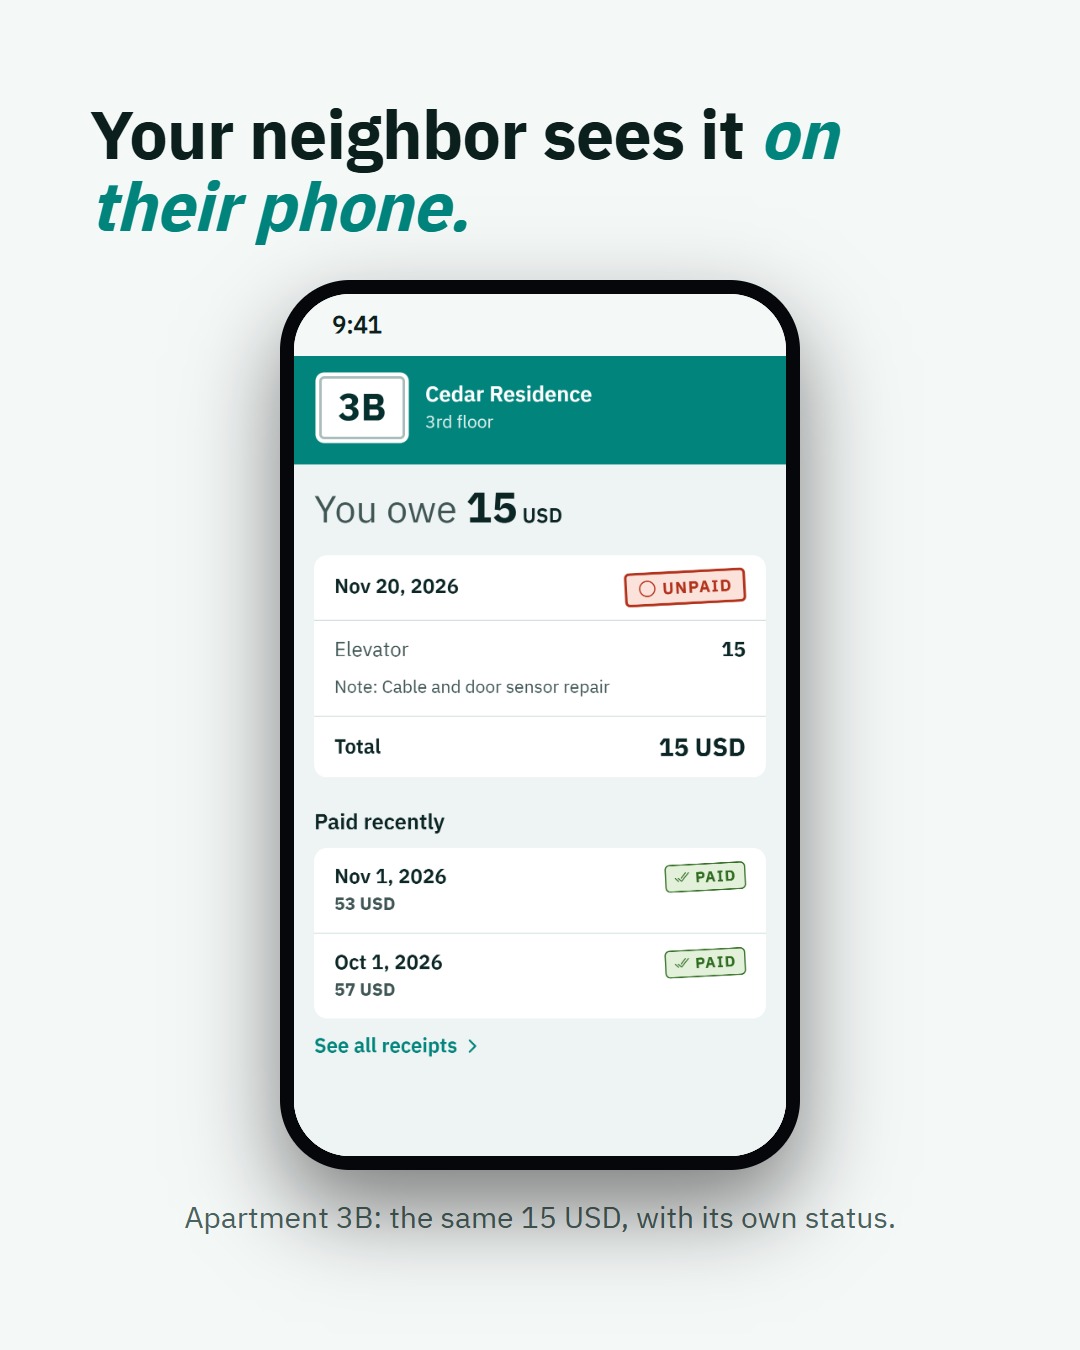 Your neighbor sees it on
their phone.
9:41
3B
Cedar Residence
3rd floor
You owe 15 USD
Nov 20, 2026
UNPAID
Elevator
15
Note: Cable and door sensor repair
Total
15 USD
Paid recently
Nov 1, 2026
PAID
53 USD
Oct 1, 2026
PAID
57 USD
See all receipts
Apartment 3B: the same 15 USD, with its own status.